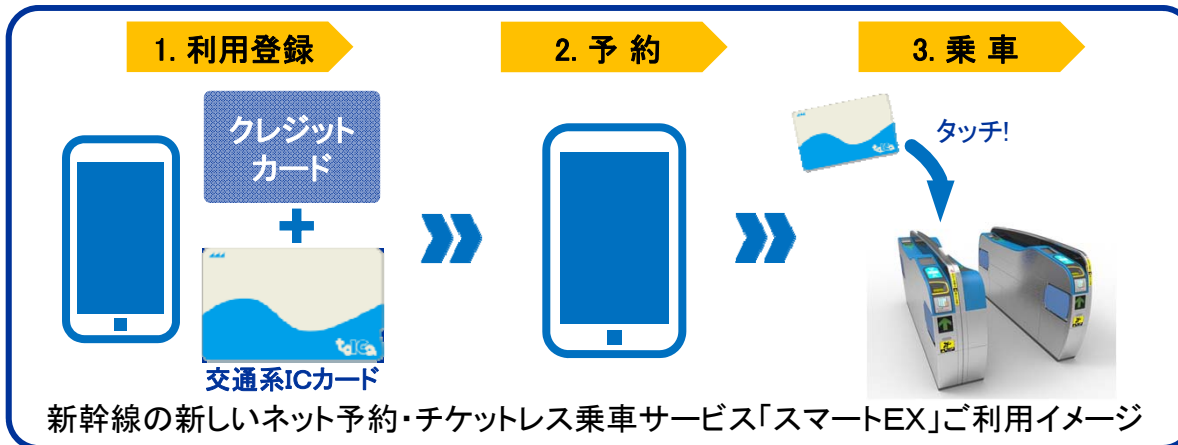 1. 利用登録
2. 予 約
3. 乗 車
クレジット
カード
+
toICa
交通系ICカード
タッチ!
新幹線の新しいネット予約・チケットレス乗車サービス「スマートEX」ご利用イメージ